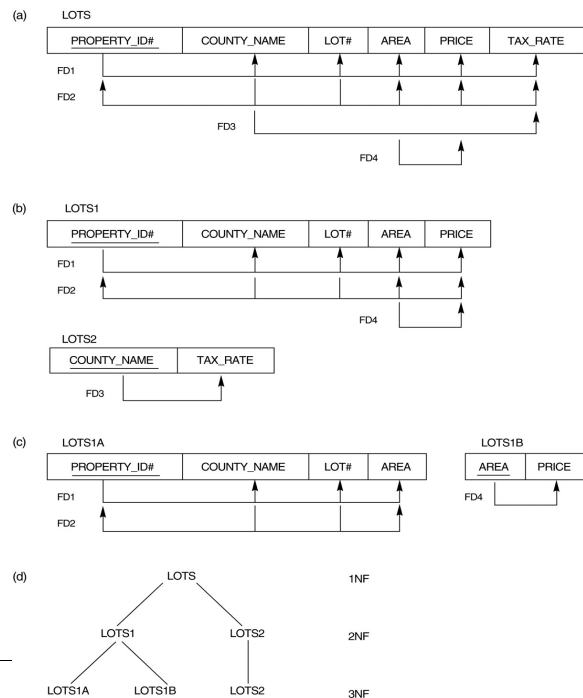 (a) LOTS
PROPERTY_ID# COUNTY_NAME LOT# AREA PRICE TAX_RATE
FD1
FD2
FD3
FD4
(b) LOTS1
PROPERTY_ID# COUNTY_NAME LOT# AREA PRICE
FD1
FD2
FD4
LOTS2
COUNTY_NAME TAX_RATE
FD3
(c) LOTS1A LOTS1B
PROPERTY_ID# COUNTY_NAME LOT# AREA AREA PRICE
FD1 FD4
FD2
(d) LOTS 1NF
LOTS1 LOTS2 2NF
LOTS1A LOTS1B LOTS2 3NF